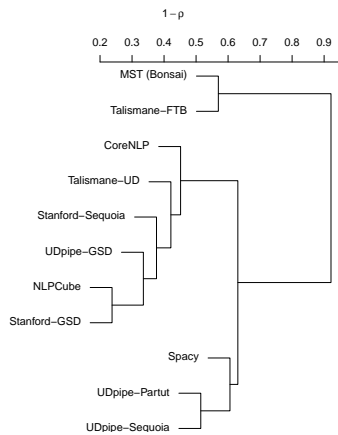 1−ρ
0.2 0.3 0.4 0.5 0.6 0.7 0.8 0.9
MST (Bonsai)
Talismane−FTB
CoreNLP
Talismane−UD
Stanford−Sequoia
UDpipe−GSD
NLPCube
Stanford−GSD
Spacy
UDpipe−Partut
UDpipe−Sequoia